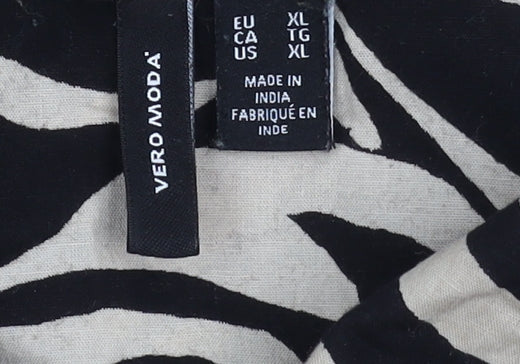 VERO MODA
EU XL
CA TG
US XL
MADE IN
INDIA
FABRIQUÉ EN
INDE